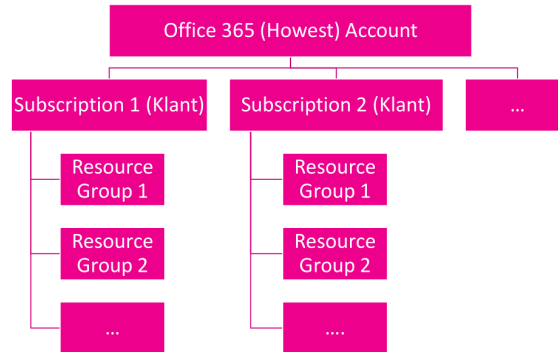 Office 365 (Howest) Account
Subscription 1 (Klant)
Subscription 2 (Klant)
...
Resource
Group 1
Resource
Group 1
Resource
Group 2
Resource
Group 2
...
....